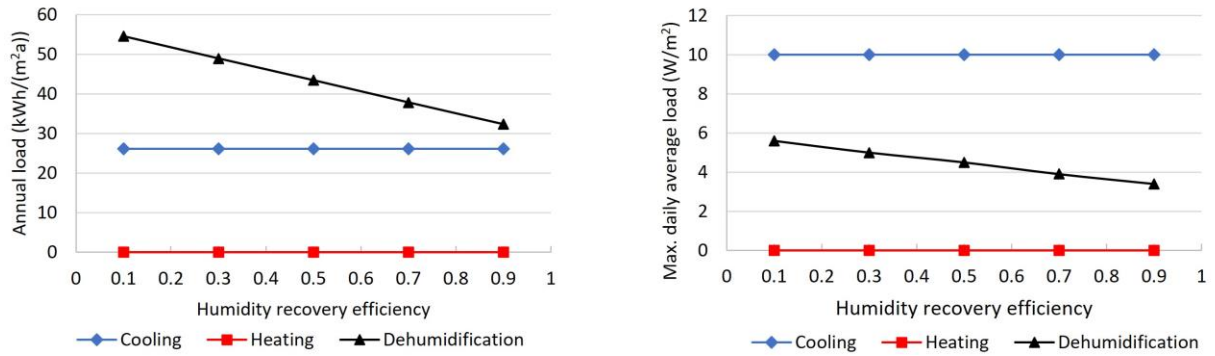 Annual load (kWh/(m²a))
60
50
40
30
20
10
0
0 0.1 0.2 0.3 0.4 0.5 0.6 0.7 0.8 0.9 1
Humidity recovery efficiency
Cooling Heating Dehumidification
Max. daily average load (W/m²)
12
10
8
6
4
2
0
0 0.1 0.2 0.3 0.4 0.5 0.6 0.7 0.8 0.9 1
Humidity recovery efficiency
Cooling Heating Dehumidification